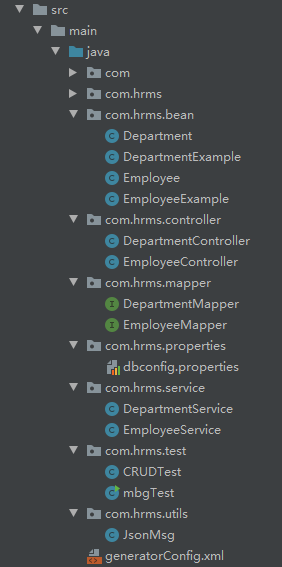 src
main
java
com
com.hrms
com.hrms.bean
Department
DepartmentExample
Employee
EmployeeExample
com.hrms.controller
DepartmentController
EmployeeController
com.hrms.mapper
DepartmentMapper
EmployeeMapper
com.hrms.properties
dbconfig.properties
com.hrms.service
DepartmentService
EmployeeService
com.hrms.test
CRUDTest
mbgTest
com.hrms.utils
JsonMsg
generatorConfig.xml